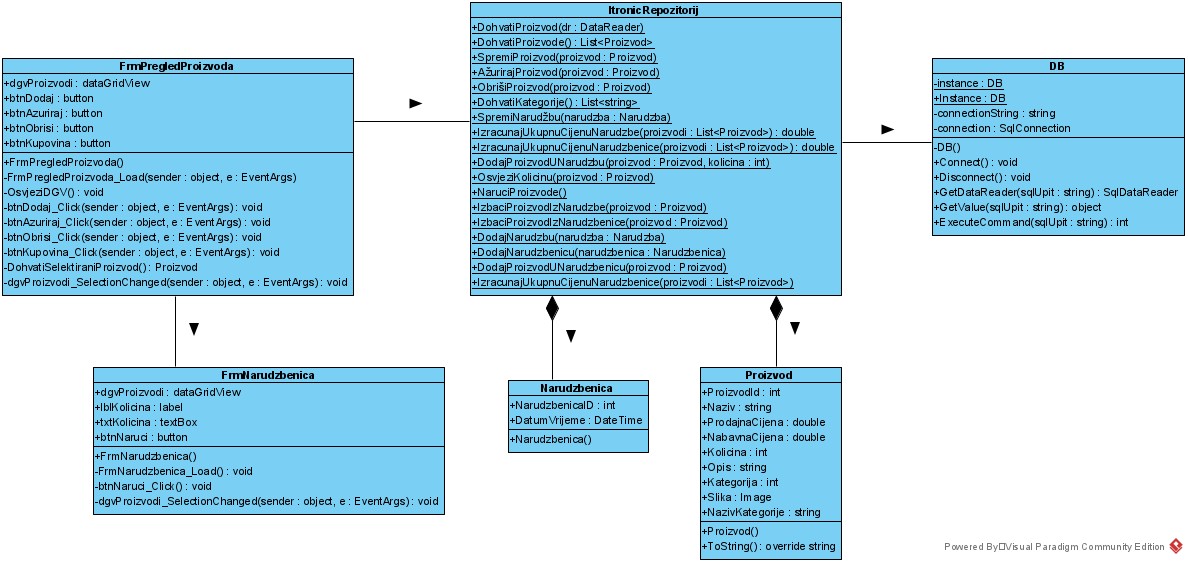 FrmPregledProizvoda
+dgvProizvodi : dataGridView
+btnDodaj : button
+btnAzuriraj : button
+btnObrisi : button
+btnKupovina : button
+FrmPregledProizvoda()
-FrmPregledProizvoda_Load(sender : object, e : EventArgs)
-OsvjeziDGV() : void
-btnDodaj_Click(sender : object, e : EventArgs) : void
-btnAzuriraj_Click(sender : object, e : EventArgs) : void
-btnObrisi_Click(sender : object, e : EventArgs) : void
-btnKupovina_Click(sender : object, e : EventArgs) : void
-DohvatiSelektiraniProizvod() : Proizvod
-dgvProizvodi_SelectionChanged(sender : object, e : EventArgs) : void
ItronicRepozitorij
+DohvatiProizvod(dr : DataReader)
+DohvatiProizvode() : List<Proizvod>
+SpremiProizvod(proizvod : Proizvod)
+AžurirajProizvod(proizvod : Proizvod)
+ObrišiProizvod(proizvod : Proizvod)
+DohvatiKategorije() : List<string>
+SpremiNarudžbu(narudzba : Narudzba)
+IzracunajUkupnuCijenuNarudzbe(proizvodi : List<Proizvod>) : double
+IzracunajUkupnuCijenuNarudzbenice(proizvodi : List<Proizvod>) : double
+DodajProizvodUNarudzbu(proizvod : Proizvod, kolicina : int)
+OsvjeziKolicinu(proizvod : Proizvod)
+NaruciProizvode()
+IzbaciProizvodIzNarudzbe(proizvod : Proizvod)
+IzbaciProizvodIzNarudzbenice(proizvod : Proizvod)
+DodajNarudzbu(narudzba : Narudzba)
+DodajNarudzbenicu(narudzbenica : Narudzbenica)
+DodajProizvodUNarudzbenicu(proizvod : Proizvod)
+IzracunajUkupnuCijenuNarudzbenice(proizvodi : List<Proizvod>)
DB
-instance : DB
+Instance : DB
-connectionString : string
-connection : SqlConnection
-DB()
+Connect() : void
+Disconnect() : void
+GetDataReader(sqlUpit : string) : SqlDataReader
+GetValue(sqlUpit : string) : object
+ExecuteCommand(sqlUpit : string) : int
FrmNarudzbenica
+dgvProizvodi : dataGridView
+lblKolicina : label
+txtKolicina : textBox
+btnNaruci : button
+FrmNarudzbenica()
-FrmNarudzbenica_Load() : void
-btnNaruci_Click() : void
-dgvProizvodi_SelectionChanged(sender : object, e : EventArgs) : void
Narudzbenica
+NarudzbenicaID : int
+DatumVrijeme : DateTime
+Narudzbenica()
Proizvod
+ProizvodId : int
+Naziv : string
+ProdajnaCijena : double
+NabavnaCijena : double
+Kolicina : int
+Opis : string
+Kategorija : int
+Slika : Image
+NazivKategorije : string
+Proizvod()
+ToString() : override string
Powered By□Visual Paradigm Community Edition